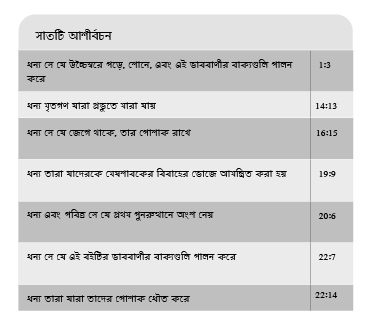 সাতটি আশীর্বচন
ধন্য সে যে উচ্চৈস্বরে পড়ে, শোনে, এবং এই ভাববাণীর বাক্যগুলি পালন 1:3
করে
ধন্য মৃতগণ যারা প্রভুতে মারা যায় 14:13
ধন্য সে যে জেগে থাকে, তার পোশাক রাখে 16:15
ধন্য তারা যাদেরকে মেষশাবকের বিবাহের ভোজে আমন্ত্রিত করা হয় 19:9
ধন্য এবং পবিত্র সে যে প্রথম পুনরুত্থানে অংশ নেয় 20:6
ধন্য সে যে এই বইটির ভাববাণীর বাক্যগুলি পালন করে 22:7
ধন্য তারা যারা তাদের পোশাক ধৌত করে 22:14